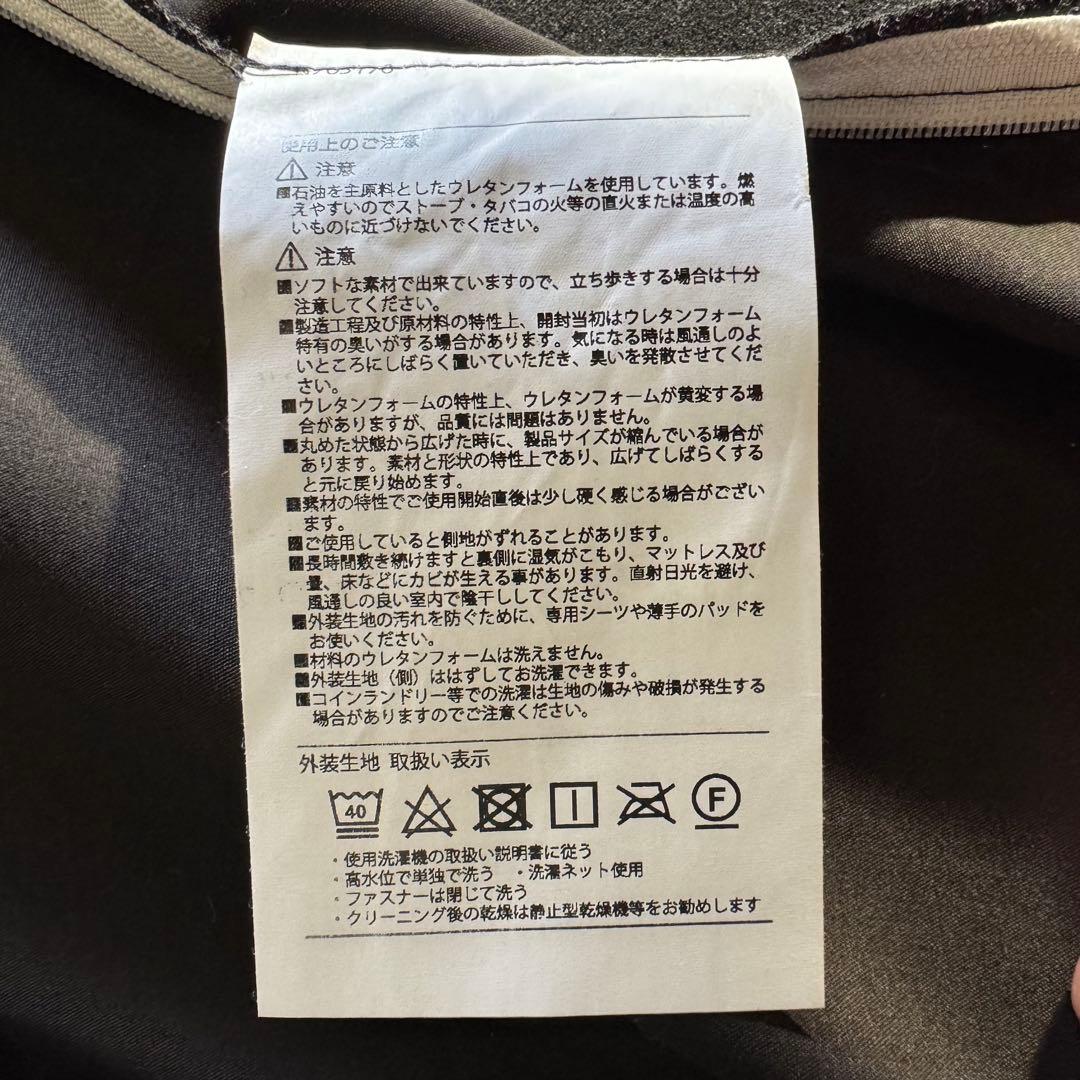 使用上のご注意
注意
■石油を主原料としたウレタンフォームを使用しています。燃
えやすいのでストーブ・タバコの火等の直火または温度の高
いものに近づけないでください。
注意
■ソフトな素材で出来ていますので、立ち歩きする場合は十分
注意してください。
■製造工程及び原材料の特性上、開封当初はウレタンフォーム
特有の臭いがする場合があります。気になる時は風通しのよ
いところにしばらく置いていただき、臭いを発散させてくだ
さい。
■ウレタンフォームの特性上、ウレタンフォームが黄変する場
合がありますが、品質には問題はありません。
■丸めた状態から広げた時に、製品サイズが縮んでいる場合が
あります。素材と形状の特性上であり、広げてしばらくする
と元に戻り始めます。
■素材の特性でご使用開始直後は少し硬く感じる場合がござい
ます。
■ご使用していると側地がずれることがあります。
■長時間敷き続けますと裏側に湿気がこもり、マットレス及び
畳、床などにカビが生える事があります。直射日光を避け、
風通しの良い室内で陰干ししてください。
■外装生地の汚れを防ぐために、専用シーツや薄手のパッドを
お使いください。
■材料のウレタンフォームは洗えません。
■外装生地（側）ははずしてお洗濯できます。
■コインランドリー等での洗濯は生地の傷みや破損が発生する
場合がありますのでご注意ください。
外装生地 取扱い表示
40 F
・使用洗濯機の取扱い説明書に従う
・高水位で単独で洗う ・洗濯ネット使用
・ファスナーは閉じて洗う
・クリーニング後の乾燥は静止型乾燥機等をお勧めします